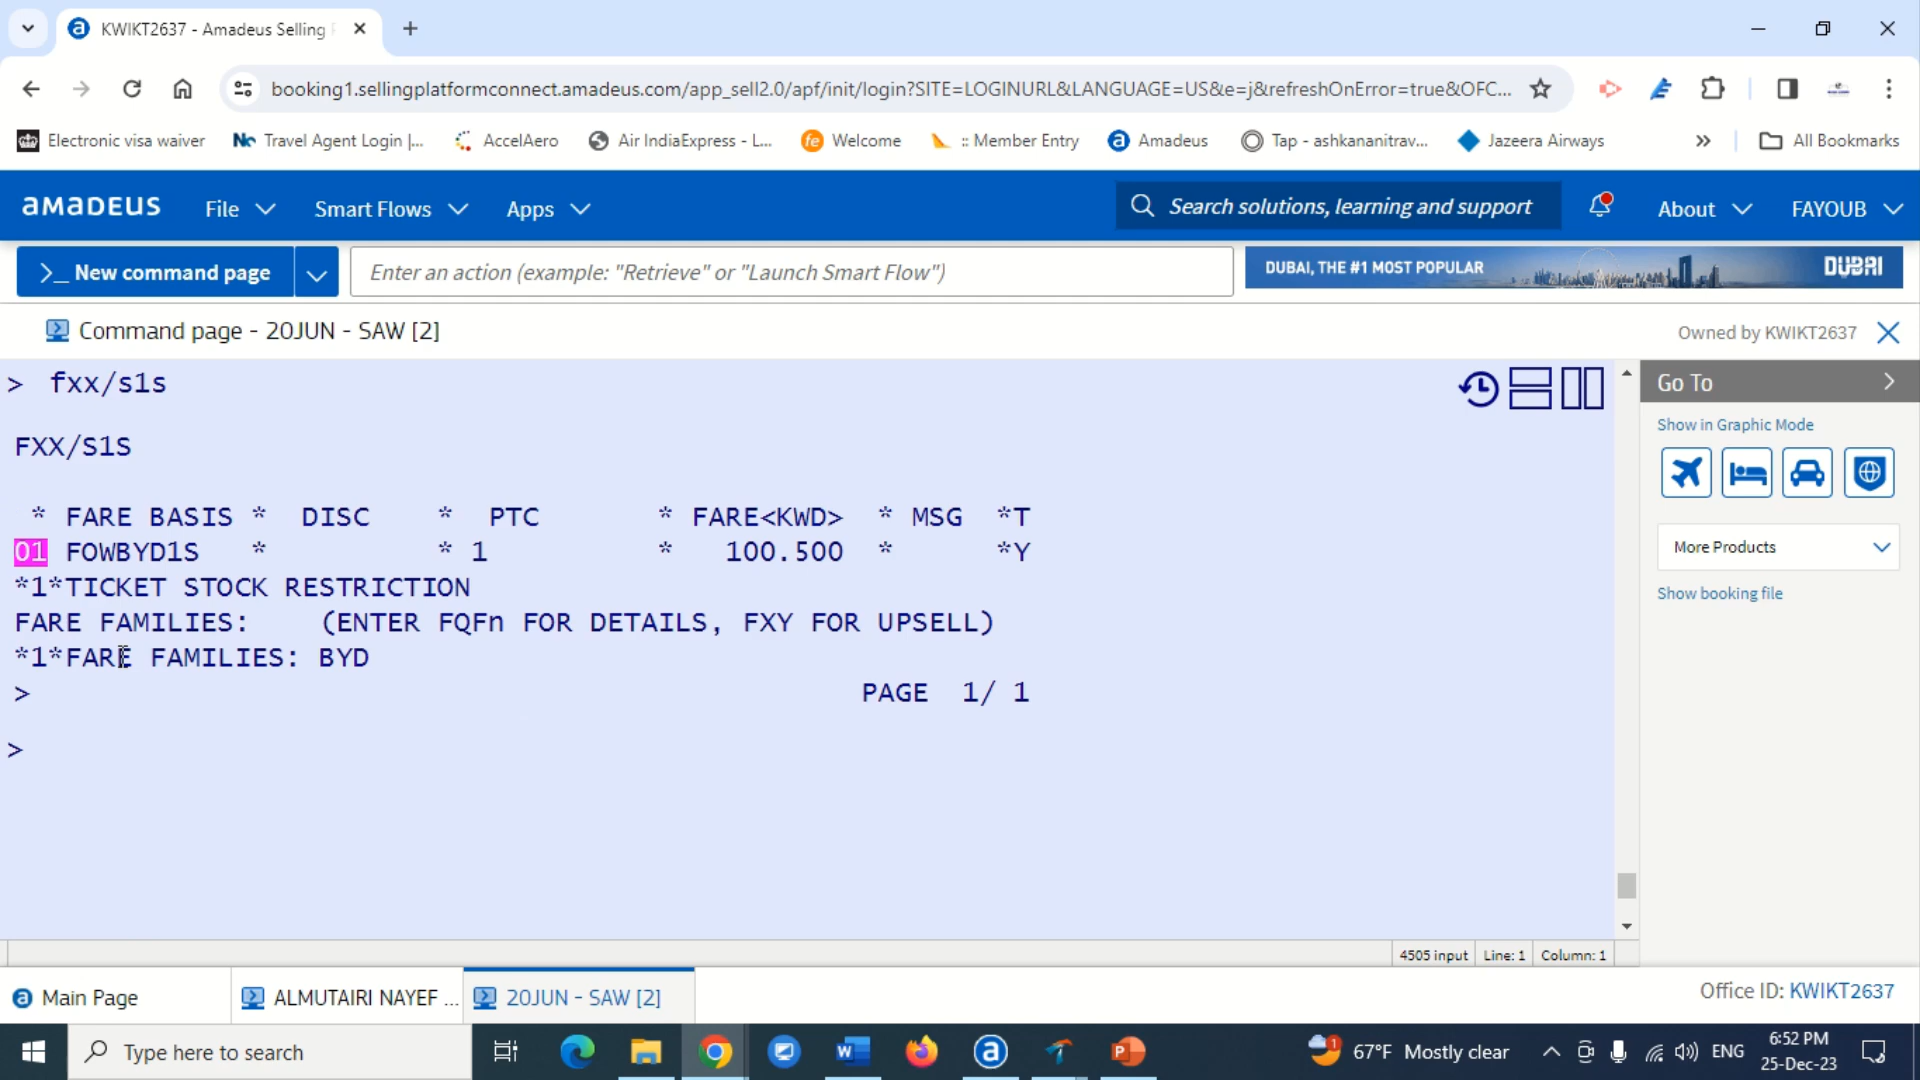 KWIKT2637 - Amadeus Selling
booking1.sellingplatformconnect.amadeus.com/app_sell2.0/apf/init/login?SITE=LOGINURL&LANGUAGE=US&e=j&refreshOnError=true&OFC...
Electronic visa waiver
Travel Agent Login |...
AccelAero
Air IndiaExpress - L...
Welcome
:: Member Entry
Amadeus
Tap - ashkananitrav...
Jazeera Airways
All Bookmarks
amadeus
File
Smart Flows
Apps
Search solutions, learning and support
About
FAYOUB
>_ New command page
Enter an action (example: "Retrieve" or "Launch Smart Flow")
DUBAI, THE #1 MOST POPULAR
DUBAI
Command page - 20JUN - SAW [2]
Owned by KWIKT2637
> fxx/s1s
FXX/S1S
* FARE BASIS * DISC * PTC * FARE<KWD> * MSG *T
01 FOWBYD1S * * 1 * 100.500 * *Y
*1*TICKET STOCK RESTRICTION
FARE FAMILIES: (ENTER FQFn FOR DETAILS, FXY FOR UPSELL)
*1*FARE FAMILIES: BYD
> PAGE 1/ 1
>
Go To
Show in Graphic Mode
More Products
Show booking file
4505 input
Line: 1
Column: 1
Main Page
ALMUTAIRI NAYEF ...
20JUN - SAW [2]
Office ID: KWIKT2637
Type here to search
67°F Mostly clear
ENG
6:52 PM
25-Dec-23